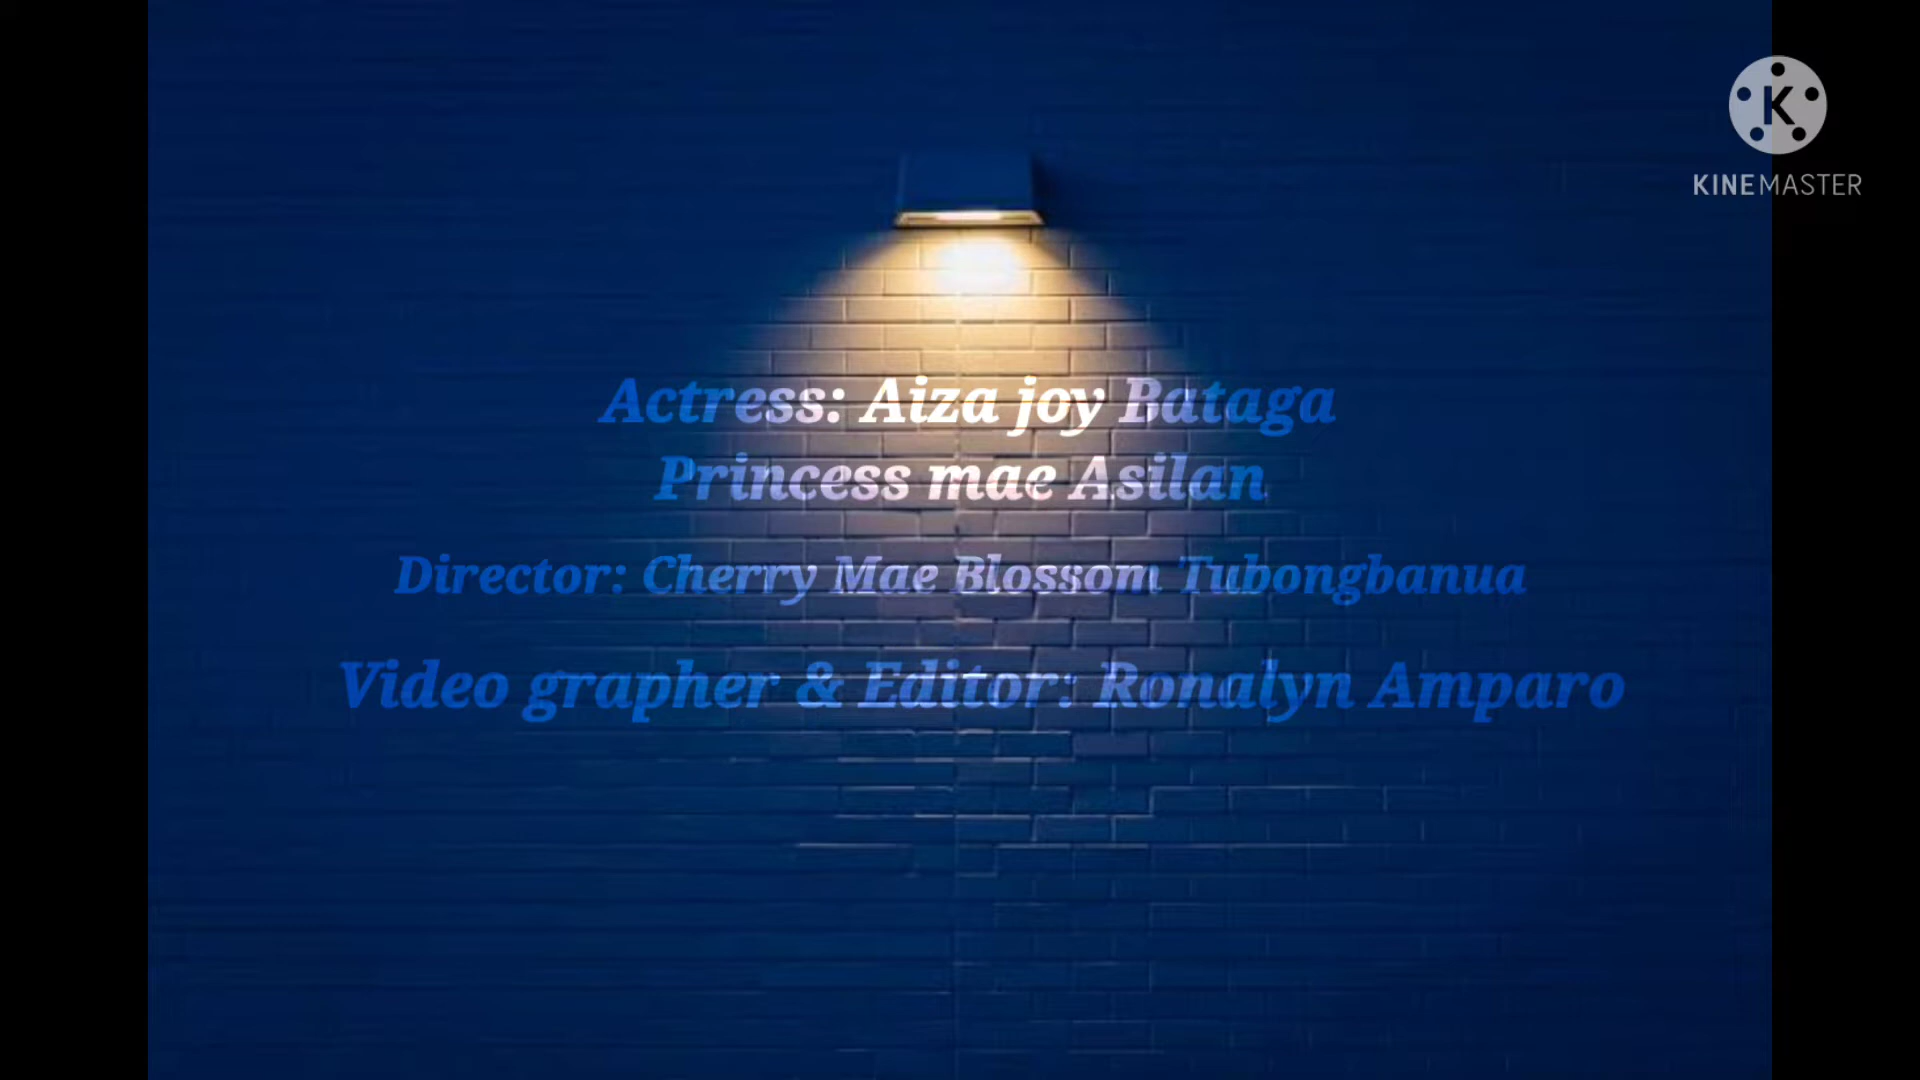 K
KINEMASTER
Actress: Aiza joy Bataga
Princess mae Asilan
Director: Cherry Mae Blossom Tubongbanua
Video grapher & Editor: Ronalyn Amparo